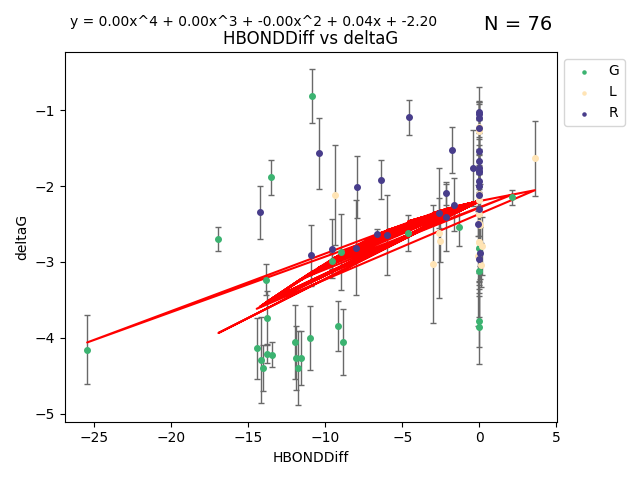 y = 0.00x^4 + 0.00x^3 + -0.00x^2 + 0.04x + -2.20
N = 76
HBONDDiff vs deltaG
G
L
R
deltaG
−1
−2
−3
−4
−5
−25
−20
−15
−10
−5
0
5
HBONDDiff